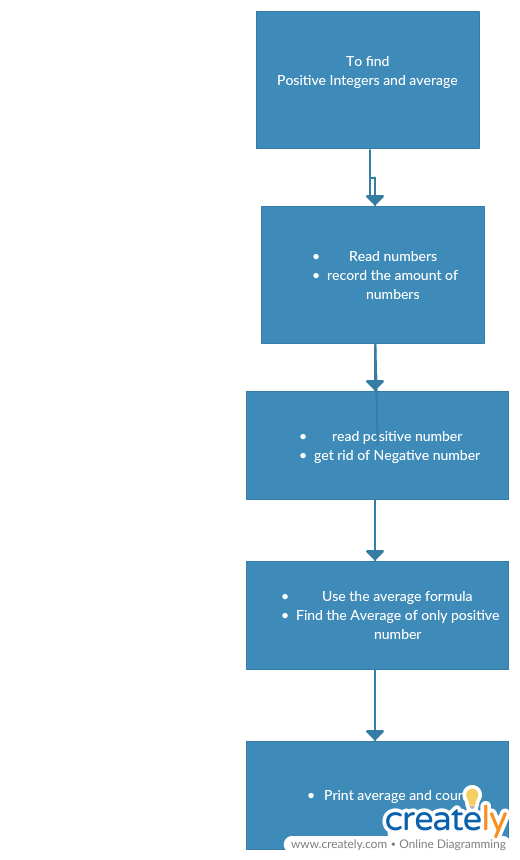 To find
Positive Integers and average
• Read numbers
• record the amount of
numbers
• read positive number
• get rid of Negative number
• Use the average formula
• Find the Average of only positive
number
• Print average and coun
creately
www.creately.com • Online Diagramming